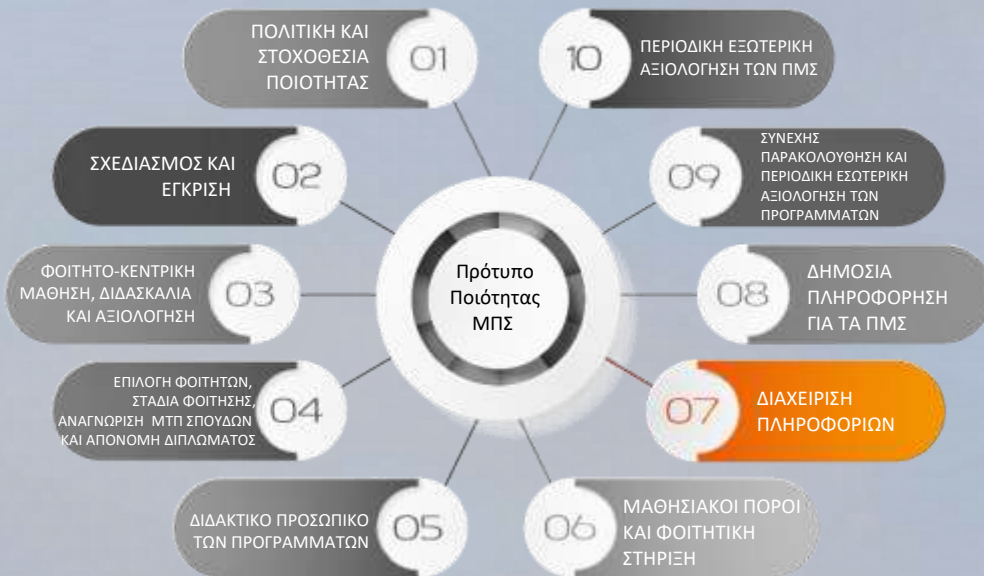 ΠΟΛΙΤΙΚΗ ΚΑΙ
ΣΤΟΧΟΘΕΣΙΑ
ΠΟΙΟΤΗΤΑΣ
01
10
ΠΕΡΙΟΔΙΚΗ ΕΞΩΤΕΡΙΚΗ
ΑΞΙΟΛΟΓΗΣΗ ΤΩΝ ΠΜΣ
ΣΧΕΔΙΑΣΜΟΣ ΚΑΙ
ΕΓΚΡΙΣΗ
02
09
ΣΥΝΕΧΗΣ
ΠΑΡΑΚΟΛΟΥΘΗΣΗ ΚΑΙ
ΠΕΡΙΟΔΙΚΗ ΕΣΩΤΕΡΙΚΗ
ΑΞΙΟΛΟΓΗΣΗ ΤΩΝ
ΠΡΟΓΡΑΜΜΑΤΩΝ
ΦΟΙΤΗΤΟ-ΚΕΝΤΡΙΚΗ
ΜΑΘΗΣΗ, ΔΙΔΑΣΚΑΛΙΑ
ΚΑΙ ΑΞΙΟΛΟΓΗΣΗ
03
Πρότυπο
Ποιότητας
ΜΠΣ
08
ΔΗΜΟΣΙΑ
ΠΛΗΡΟΦΟΡΗΣΗ
ΓΙΑ ΤΑ ΠΜΣ
ΕΠΙΛΟΓΗ ΦΟΙΤΗΤΩΝ,
ΣΤΑΔΙΑ ΦΟΙΤΗΣΗΣ,
ΑΝΑΓΝΩΡΙΣΗ ΜΤΠ ΣΠΟΥΔΩΝ
ΚΑΙ ΑΠΟΝΟΜΗ ΔΙΠΛΩΜΑΤΟΣ
04
07
ΔΙΑΧΕΙΡΙΣΗ
ΠΛΗΡΟΦΟΡΙΩΝ
ΔΙΔΑΚΤΙΚΟ ΠΡΟΣΩΠΙΚΟ
ΤΩΝ ΠΡΟΓΡΑΜΜΑΤΩΝ
05
06
ΜΑΘΗΣΙΑΚΟΙ ΠΟΡΟΙ
ΚΑΙ ΦΟΙΤΗΤΙΚΗ
ΣΤΗΡΙΞΗ